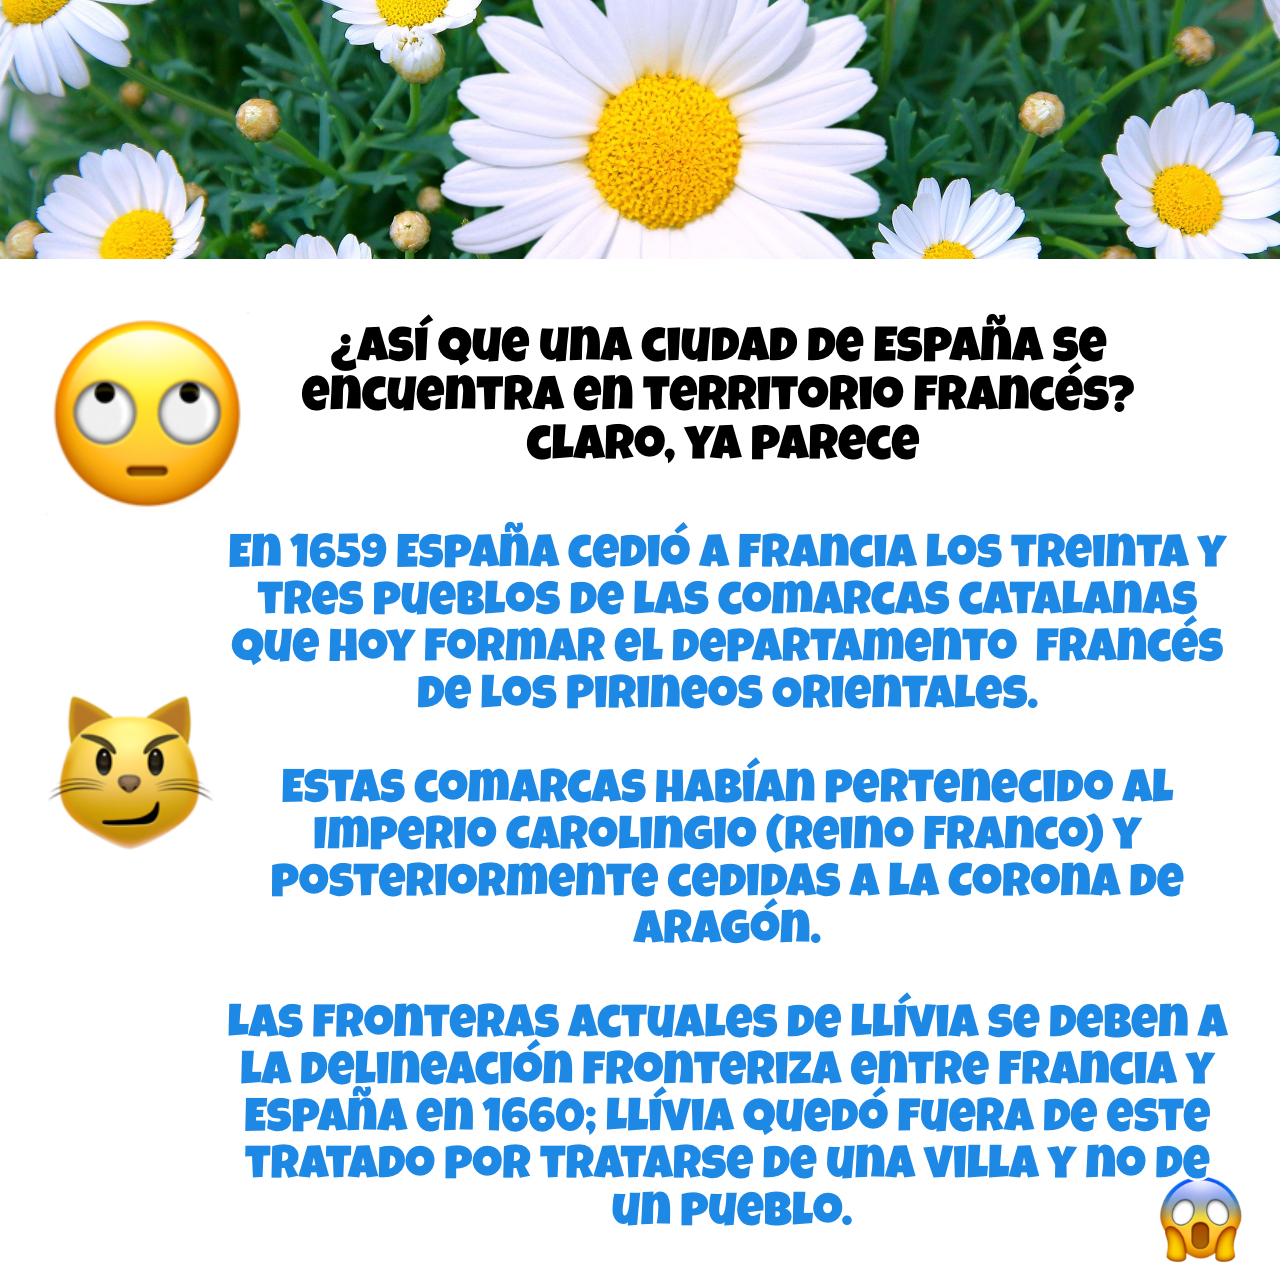 ¿Así que una ciudad de España se
encuentra en territorio francés?
Claro, ya parece
En 1659 España cedió a Francia los treinta y
tres pueblos de las comarcas catalanas
que hoy formar el departamento francés
de los Pirineos Orientales.
Estas comarcas habían pertenecido al
Imperio Carolingio (Reino Franco) y
posteriormente cedidas a la Corona de
Aragón.
Las fronteras actuales de Llívia se deben a
la delineación fronteriza entre Francia y
España en 1660; Llívia quedó fuera de este
tratado por tratarse de una villa y no de
un pueblo.